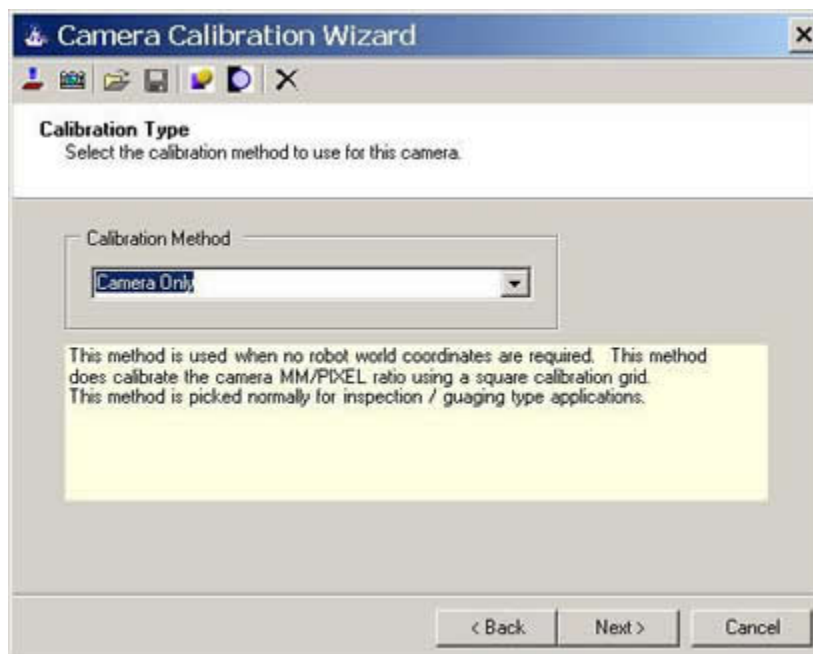 Camera Calibration Wizard
Calibration Type
Select the calibration method to use for this camera.
Calibration Method
Camera Only
This method is used when no robot world coordinates are required. This method
does calibrate the camera MM/PIXEL ratio using a square calibration grid.
This method is picked normally for inspection / guaging type applications.
< Back
Next >
Cancel